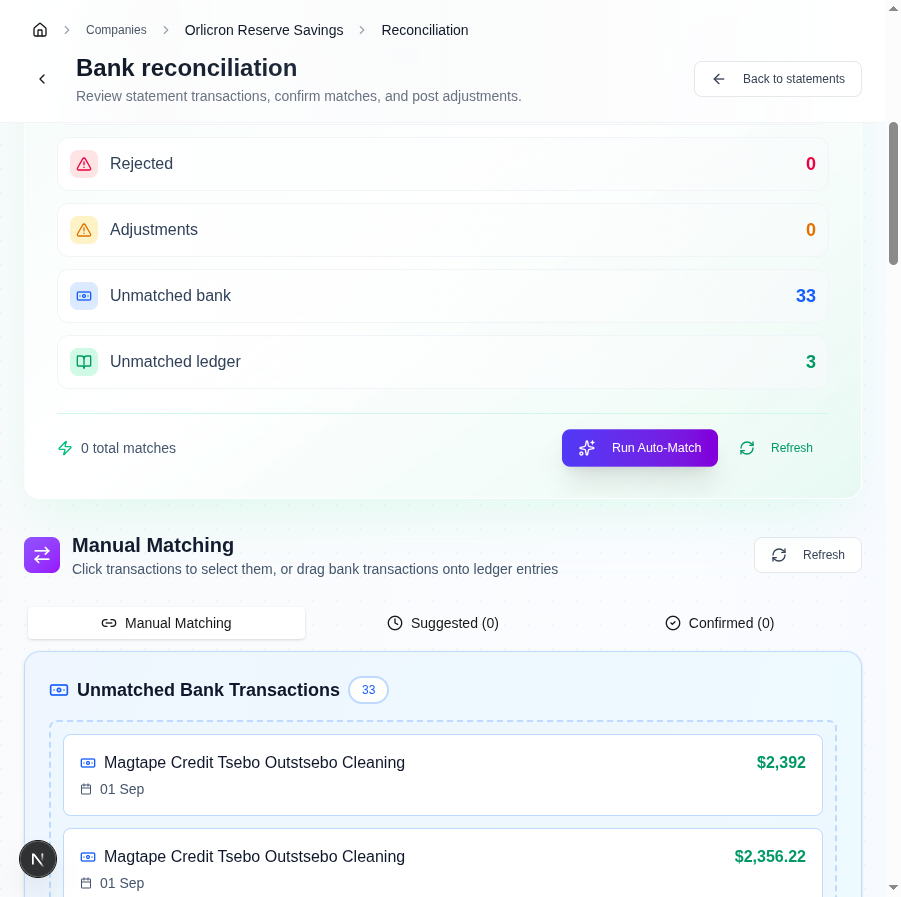 Companies > Orlicron Reserve Savings > Reconciliation
Bank reconciliation
Review statement transactions, confirm matches, and post adjustments.
Back to statements
Rejected 0
Adjustments 0
Unmatched bank 33
Unmatched ledger 3
0 total matches
Run Auto-Match
Refresh
Manual Matching
Click transactions to select them, or drag bank transactions onto ledger entries
Refresh
Manual Matching
Suggested (0)
Confirmed (0)
Unmatched Bank Transactions 33
Magtape Credit Tsebo Outstsebo Cleaning $2,392
01 Sep
Magtape Credit Tsebo Outstsebo Cleaning $2,356.22
01 Sep
N